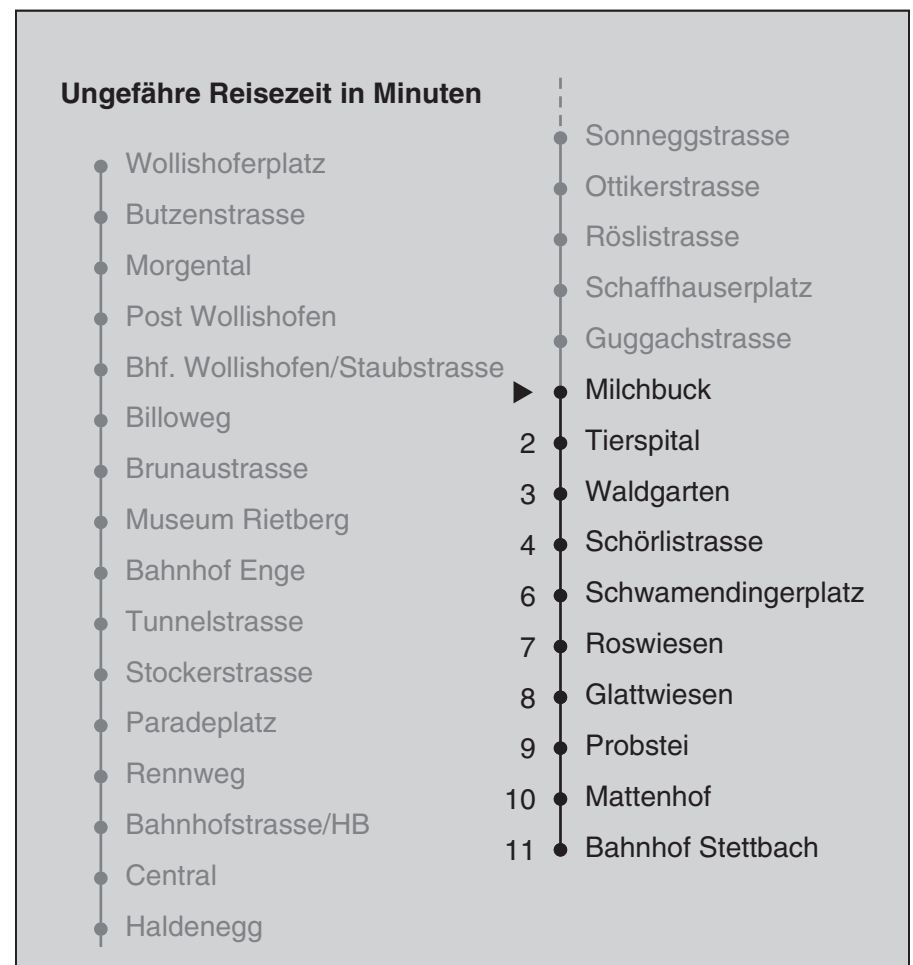 Ungefähre Reisezeit in Minuten
Wollishoferplatz
Butzenstrasse
Morgental
Post Wollishofen
Bhf. Wollishofen/Staubstrasse
Billoweg
Brunaustrasse
Museum Rietberg
Bahnhof Enge
Tunnelstrasse
Stockerstrasse
Paradeplatz
Rennweg
Bahnhofstrasse/HB
Central
Haldenegg
Sonneggstrasse
Ottikerstrasse
Röslistrasse
Schaffhauserplatz
Guggachstrasse
Milchbuck
2 Tierspital
3 Waldgarten
4 Schörlistrasse
6 Schwamendingerplatz
7 Roswiesen
8 Glattwiesen
9 Probstei
10 Mattenhof
11 Bahnhof Stettbach